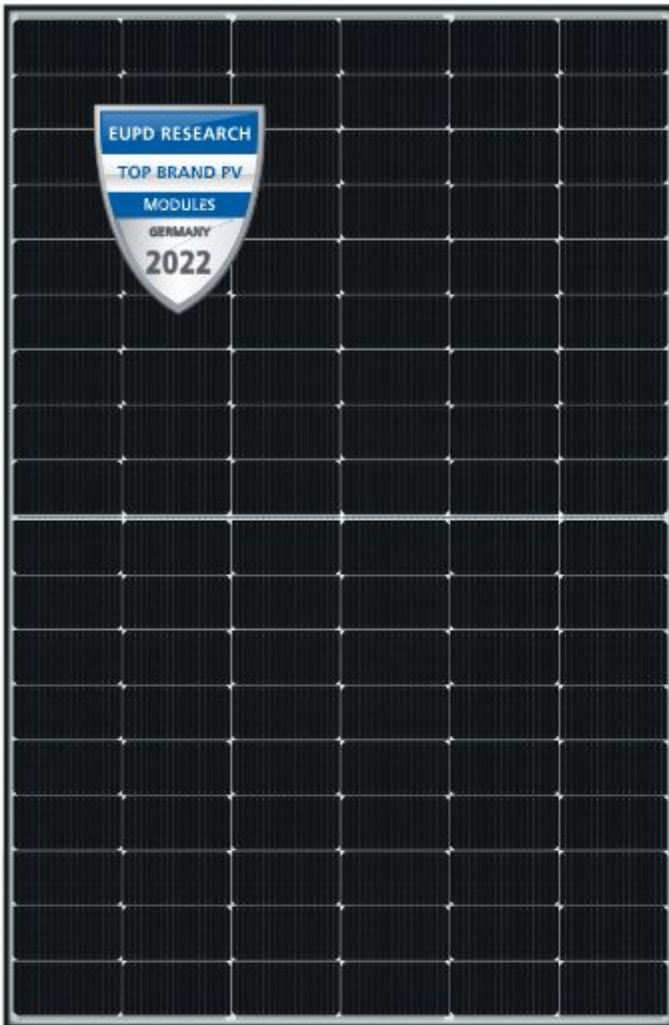 EUPD RESEARCH
TOP BRAND PV
MODULES
GERMANY
2022